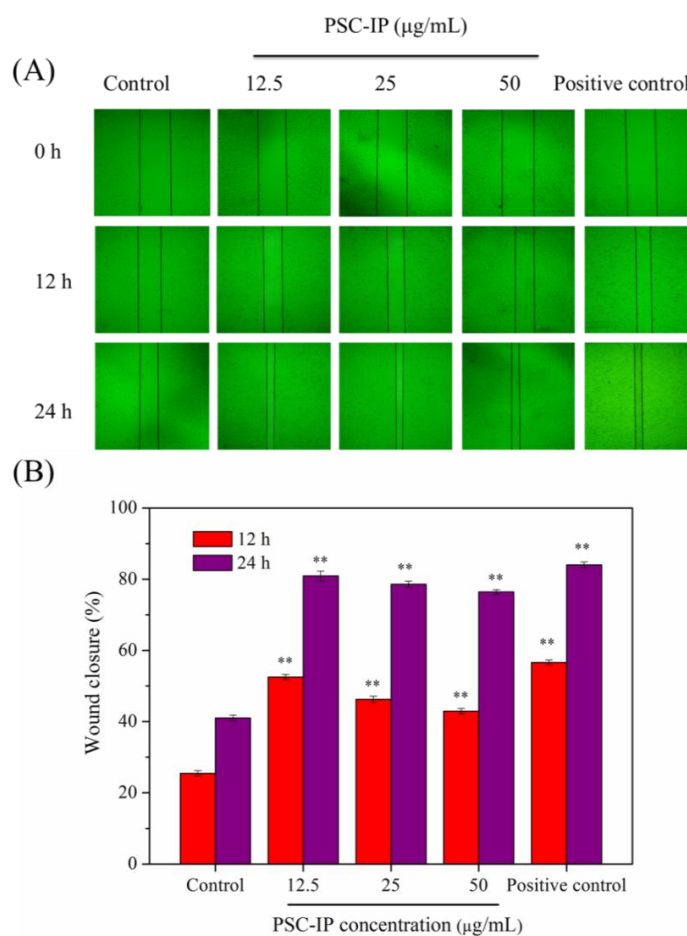 PSC-IP (μg/mL)
(A)
Control 12.5 25 50 Positive control
0 h
12 h
24 h
(B)
100
80
60
40
20
0
Wound closure (%)
12 h
24 h
** ** ** **
** ** ** **
Control 12.5 25 50 Positive control
PSC-IP concentration (μg/mL)